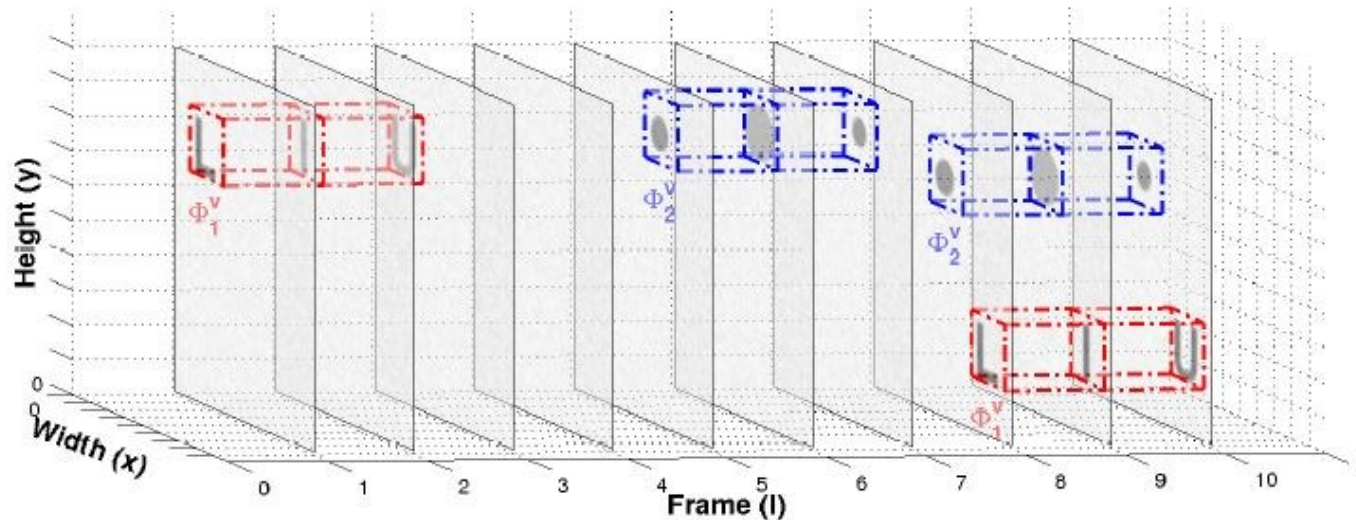 Height (y)
Φ₁ᵛ
Φ₂ᵛ
Φ₂ᵛ
Φ₁ᵛ
0
0
Width (x)
0 1 2 3 4 5 6 7 8 9 10
Frame (l)